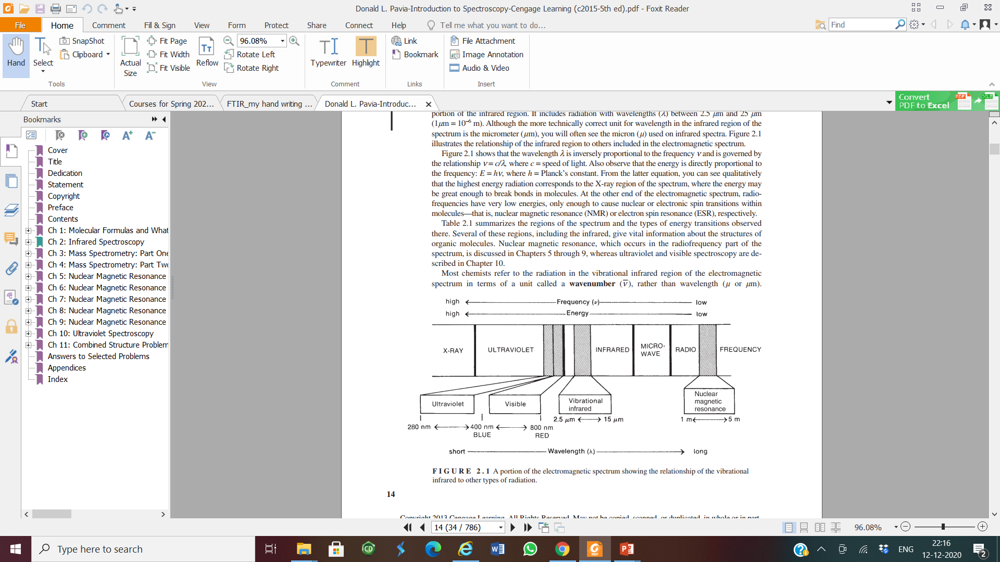 Donald L. Pavia-Introduction to Spectroscopy-Cengage Learning (c2015-5th ed).pdf - Foxit Reader
File Home Comment Fill & Sign View Form Protect Share Connect Help Tell me what you want to do... Find
Hand
Select
SnapShot
Clipboard
Tools
Actual Size
Fit Page
Fit Width
Fit Visible
Reflow
96.08%
Rotate Left
Rotate Right
View
Typewriter
Highlight
Comment
Link
Bookmark
Links
File Attachment
Image Annotation
Audio & Video
Insert
Start
Courses for Spring 202...
FTIR_my hand writing ...
Donald L. Pavia-Introduc...
Convert
PDF to Excel
PDF
XLS
Bookmarks
Cover
Title
Dedication
Statement
Copyright
Preface
Contents
Ch 1: Molecular Formulas and What
Ch 2: Infrared Spectroscopy
Ch 3: Mass Spectrometry: Part One
Ch 4: Mass Spectrometry: Part Two
Ch 5: Nuclear Magnetic Resonance
Ch 6: Nuclear Magnetic Resonance
Ch 7: Nuclear Magnetic Resonance
Ch 8: Nuclear Magnetic Resonance
Ch 9: Nuclear Magnetic Resonance
Ch 10: Ultraviolet Spectroscopy
Ch 11: Combined Structure Problem
Answers to Selected Problems
Appendices
Index
portion of the infrared region. It includes radiation with wavelengths (λ) between 2.5 μm and 25 μm
(1μm = 10⁻⁶ m). Although the more technically correct unit for wavelength in the infrared region of the
spectrum is the micrometer (μm), you will often see the micron (μ) used on infrared spectra. Figure 2.1
illustrates the relationship of the infrared region to others included in the electromagnetic spectrum.
Figure 2.1 shows that the wavelength λ is inversely proportional to the frequency ν and is governed by
the relationship ν = c/λ, where c = speed of light. Also observe that the energy is directly proportional to
the frequency: E = hν, where h = Planck's constant. From the latter equation, you can see qualitatively
that the highest energy radiation corresponds to the X-ray region of the spectrum, where the energy may
be great enough to break bonds in molecules. At the other end of the electromagnetic spectrum, radio-
frequencies have very low energies, only enough to cause nuclear or electronic spin transitions within
molecules—that is, nuclear magnetic resonance (NMR) or electron spin resonance (ESR), respectively.
Table 2.1 summarizes the regions of the spectrum and the types of energy transitions observed
there. Several of these regions, including the infrared, give vital information about the structures of
organic molecules. Nuclear magnetic resonance, which occurs in the radiofrequency part of the
spectrum, is discussed in Chapters 5 through 9, whereas ultraviolet and visible spectroscopy are de-
scribed in Chapter 10.
Most chemists refer to the radiation in the vibrational infrared region of the electromagnetic
spectrum in terms of a unit called a wavenumber (ν̅), rather than wavelength (μ or μm).
high Frequency (ν) low
high Energy low
X-RAY ULTRAVIOLET INFRARED MICRO-WAVE RADIO FREQUENCY
Ultraviolet
Visible
Vibrational
infrared
Nuclear
magnetic
resonance
2.5 μm 15 μm
1 m 5 m
280 nm 400 nm 800 nm
BLUE RED
short Wavelength (λ) long
FIGURE 2.1 A portion of the electromagnetic spectrum showing the relationship of the vibrational
infrared to other types of radiation.
14
Copyright 2013 Cengage Learning. All Rights Reserved. May not be copied, scanned, or duplicated, in whole or in part.
14 (34 / 786)
96.08%
Type here to search
ENG
22:16
12-12-2020
2